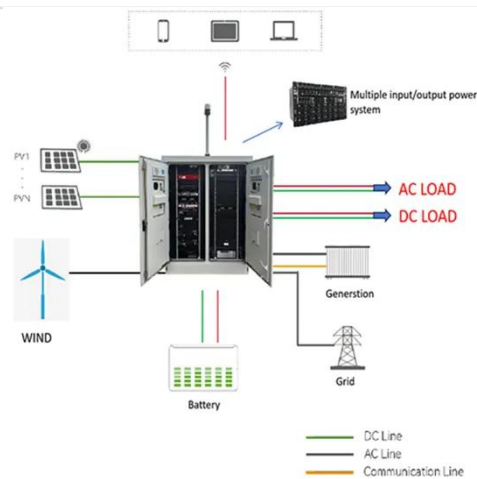 Multiple input/output power
system
PV1
PVN
AC LOAD
DC LOAD
WIND
Generstion
Grid
Battery
DC Line
AC Line
Communication Line